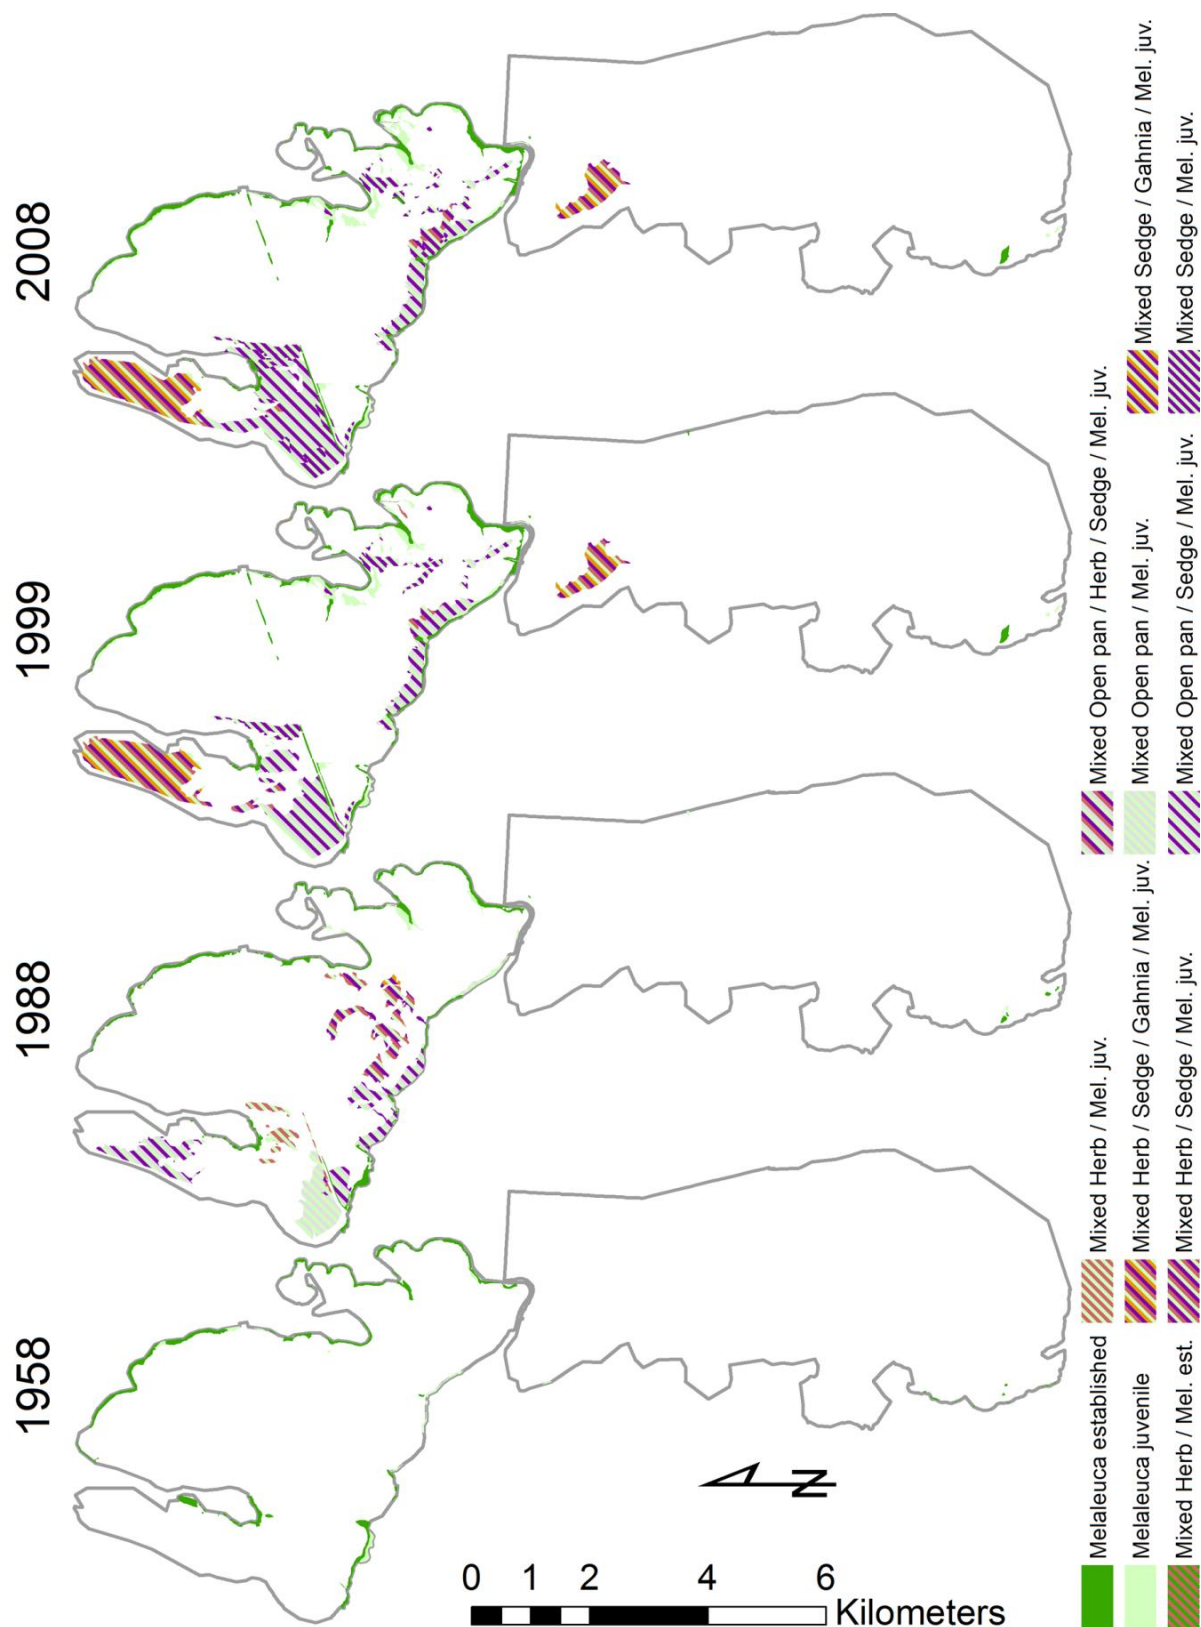 1958
1988
1999
2008
N
0 1 2 4 6
Kilometers
Melaleuca established
Melaleuca juvenile
Mixed Herb / Mel. est.
Mixed Herb / Mel. juv.
Mixed Herb / Sedge / Gahnia / Mel. juv.
Mixed Herb / Sedge / Mel. juv.
Mixed Open pan / Herb / Sedge / Mel. juv.
Mixed Open pan / Mel. juv.
Mixed Open pan / Sedge / Mel. juv.
Mixed Sedge / Gahnia / Mel. juv.
Mixed Sedge / Mel. juv.